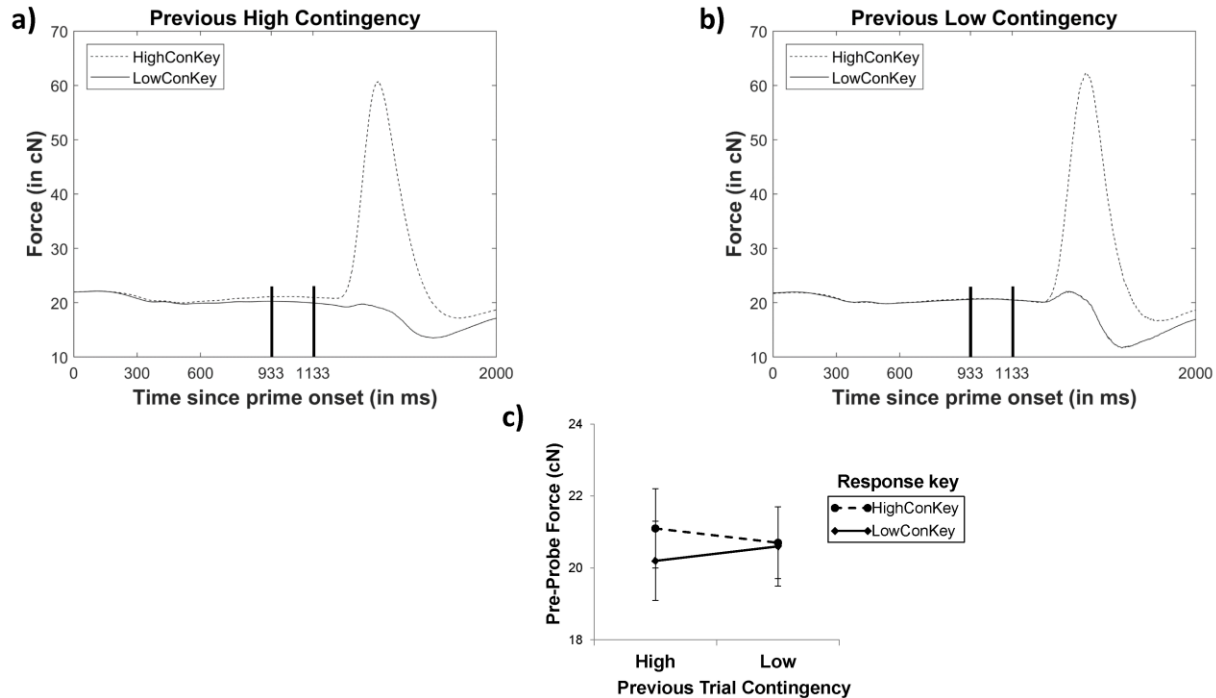 a)
Previous High Contingency
HighConKey
LowConKey
70
60
50
40
30
20
10
Force (in cN)
0
300
600
933
1133
2000
Time since prime onset (in ms)
b)
Previous Low Contingency
HighConKey
LowConKey
70
60
50
40
30
20
10
Force (in cN)
0
300
600
933
1133
2000
Time since prime onset (in ms)
c)
24
22
20
18
Pre-Probe Force (cN)
High
Low
Previous Trial Contingency
Response key
HighConKey
LowConKey